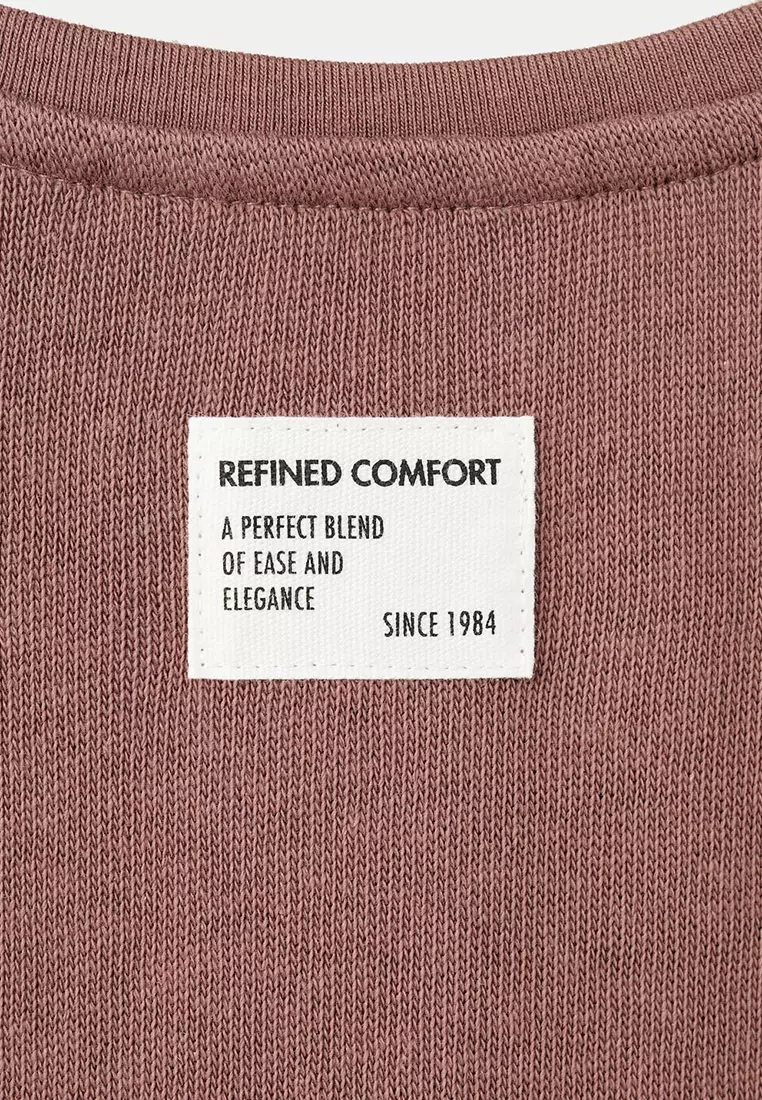 REFINED COMFORT
A PERFECT BLEND
OF EASE AND
ELEGANCE
SINCE 1984